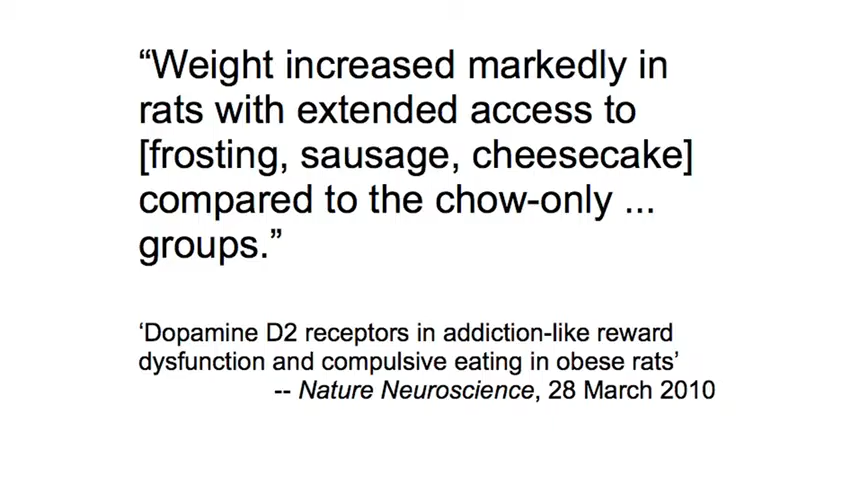 “Weight increased markedly in
rats with extended access to
[frosting, sausage, cheesecake]
compared to the chow-only ...
groups.”
‘Dopamine D2 receptors in addiction-like reward
dysfunction and compulsive eating in obese rats’
-- Nature Neuroscience, 28 March 2010